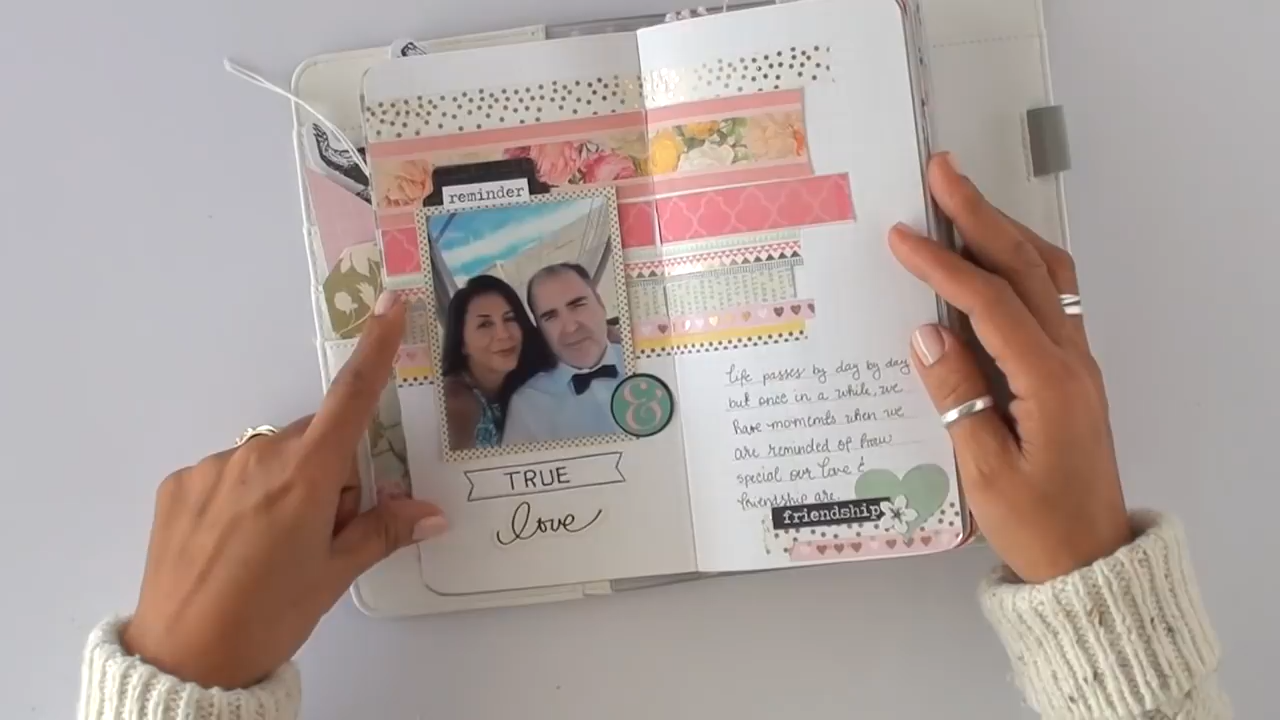 reminder
&
TRUE
love
life passes by day by day
but once in a while, we
have moments when we
are reminded of how
special our love &
friendship are.
friendship